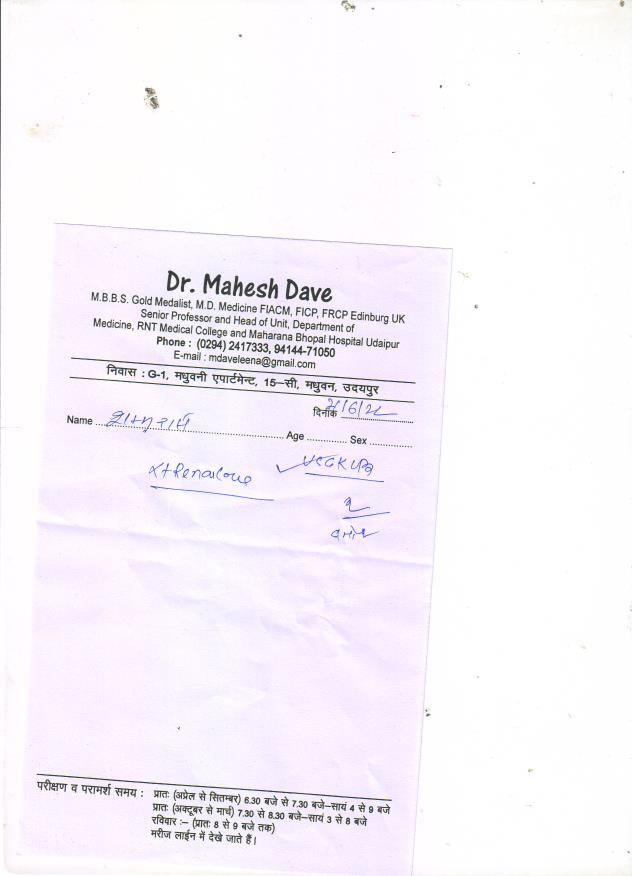 Dr. Mahesh Dave
M.B.B.S. Gold Medalist, M.D. Medicine FIACM, FICP, FRCP Edinburg UK
Senior Professor and Head of Unit, Department of
Medicine, RNT Medical College and Maharana Bhopal Hospital Udaipur
Phone : (0294) 2417333, 94144-71050
E-mail : mdaveleena@gmail.com
निवास : G-1, मधुवनी एपार्टमेन्ट, 15–सी, मधुवन, उदयपुर
दिनांक
Name ........ Age ........ Sex ........
परीक्षण व परामर्श समय : प्रातः (अप्रेल से सितम्बर) 6.30 बजे से 7.30 बजे–सायं 4 से 9 बजे
प्रातः (अक्टूबर से मार्च) 7.30 से 8.30 बजे–सायं 3 से 8 बजे
रविवार :– (प्रातः 8 से 9 बजे तक)
मरीज लाईन में देखे जाते हैं।